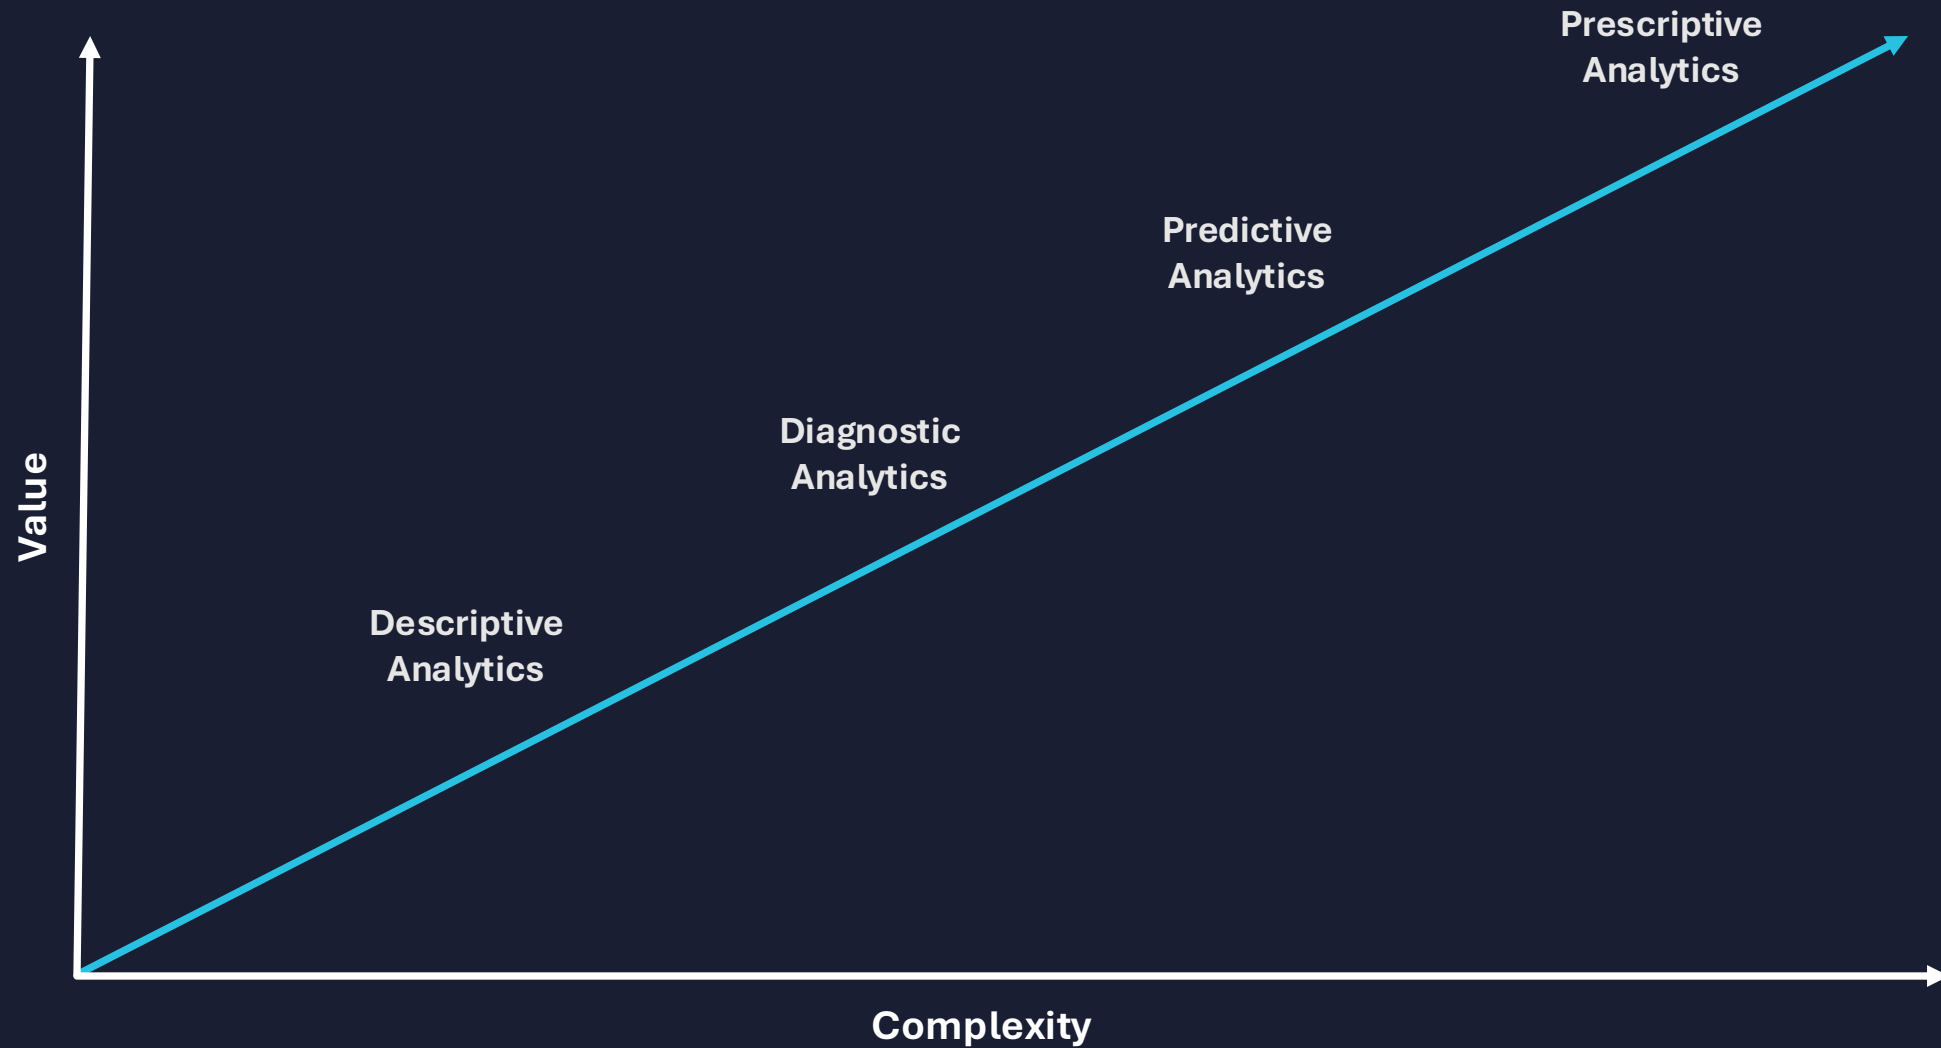 Prescriptive
Analytics
Predictive
Analytics
Diagnostic
Analytics
Descriptive
Analytics
Value
Complexity